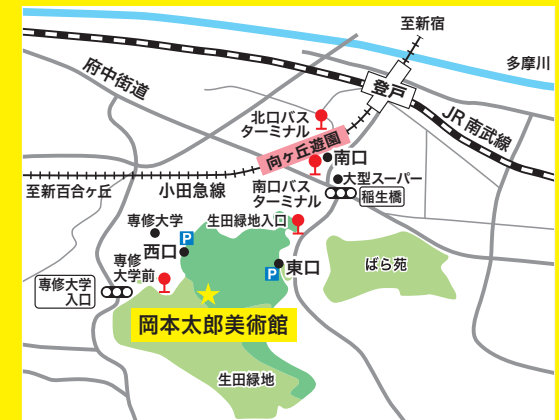 至新宿
多摩川
府中街道
登戸
JR南武線
北口バス
ターミナル
向ヶ丘遊園
南口
大型スーパー
至新百合ヶ丘
小田急線
南口バス
ターミナル
稲生橋
専修大学
生田緑地入口
P
西口
専修
大学前
東口
P
ばら苑
専修大学
入口
岡本太郎美術館
生田緑地